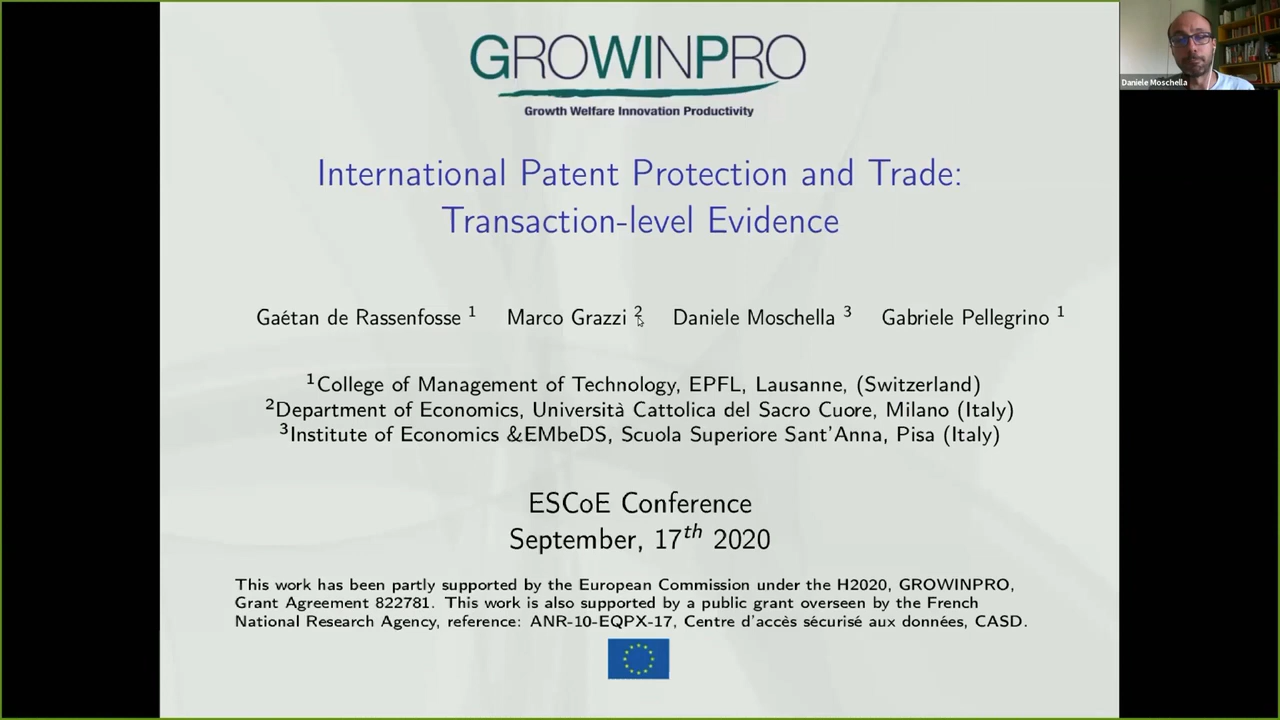 GROWINPRO
Growth Welfare Innovation Productivity
Daniele Moschella
International Patent Protection and Trade:
Transaction-level Evidence
Gaétan de Rassenfosse 1 Marco Grazzi 2 Daniele Moschella 3 Gabriele Pellegrino 1
1College of Management of Technology, EPFL, Lausanne, (Switzerland)
2Department of Economics, Università Cattolica del Sacro Cuore, Milano (Italy)
3Institute of Economics &EMbeDS, Scuola Superiore Sant'Anna, Pisa (Italy)
ESCoE Conference
September, 17th 2020
This work has been partly supported by the European Commission under the H2020, GROWINPRO,
Grant Agreement 822781. This work is also supported by a public grant overseen by the French
National Research Agency, reference: ANR-10-EQPX-17, Centre d'accès sécurisé aux données, CASD.